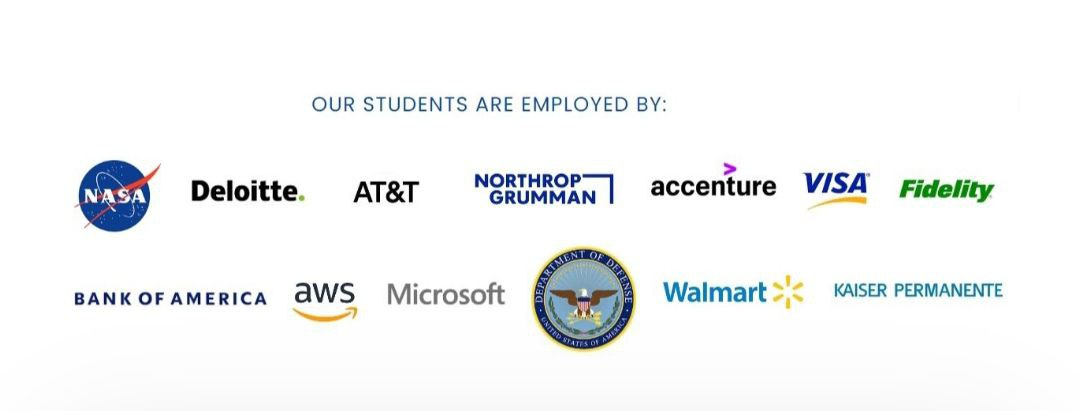 OUR STUDENTS ARE EMPLOYED BY:
NASA Deloitte. AT&T NORTHROP accenture VISA Fidelity
GRUMMAN
BANK OF AMERICA aws Microsoft DEPARTMENT OF DEFENSE Walmart KAISER PERMANENTE
UNITED STATES OF AMERICA